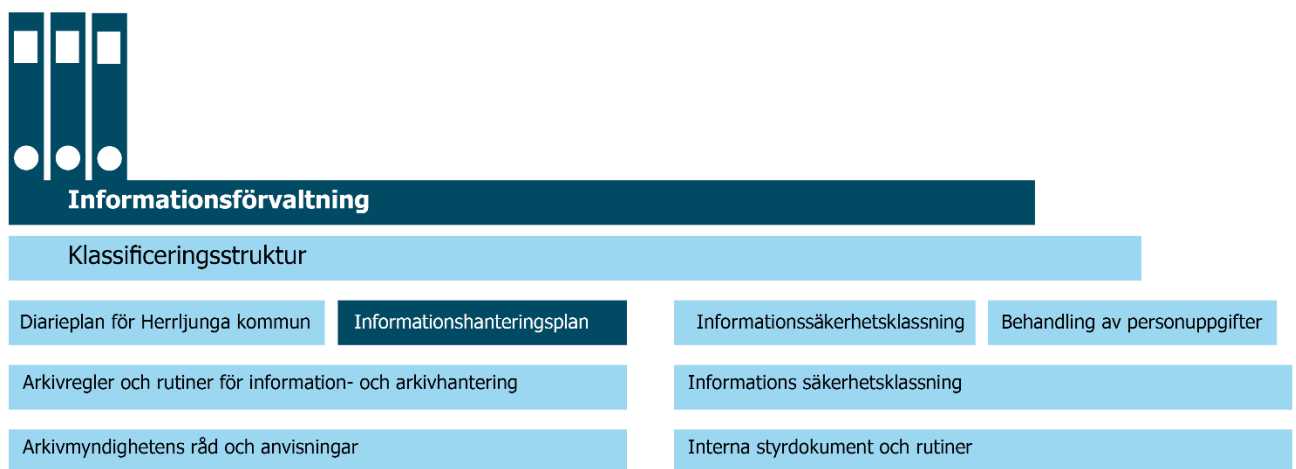 Informationsförvaltning
Klassificeringsstruktur
Diarieplan för Herrljunga kommun
Informationshanteringsplan
Informationssäkerhetsklassning
Behandling av personuppgifter
Arkivregler och rutiner för information- och arkivhantering
Informations säkerhetsklassning
Arkivmyndighetens råd och anvisningar
Interna styrdokument och rutiner